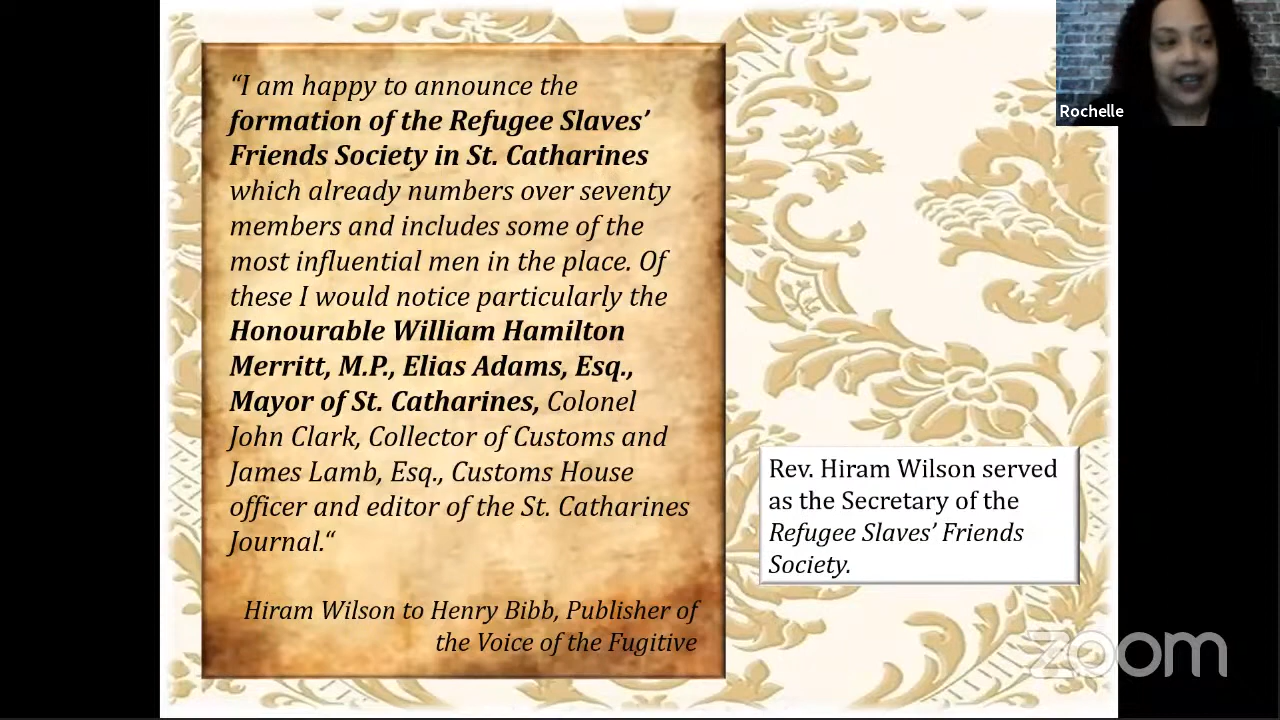 “I am happy to announce the
formation of the Refugee Slaves’
Friends Society in St. Catharines
which already numbers over seventy
members and includes some of the
most influential men in the place. Of
these I would notice particularly the
Honourable William Hamilton
Merritt, M.P., Elias Adams, Esq.,
Mayor of St. Catharines, Colonel
John Clark, Collector of Customs and
James Lamb, Esq., Customs House
officer and editor of the St. Catharines
Journal.“
Hiram Wilson to Henry Bibb, Publisher of
the Voice of the Fugitive
Rev. Hiram Wilson served
as the Secretary of the
Refugee Slaves’ Friends
Society.
Rochelle
zoom